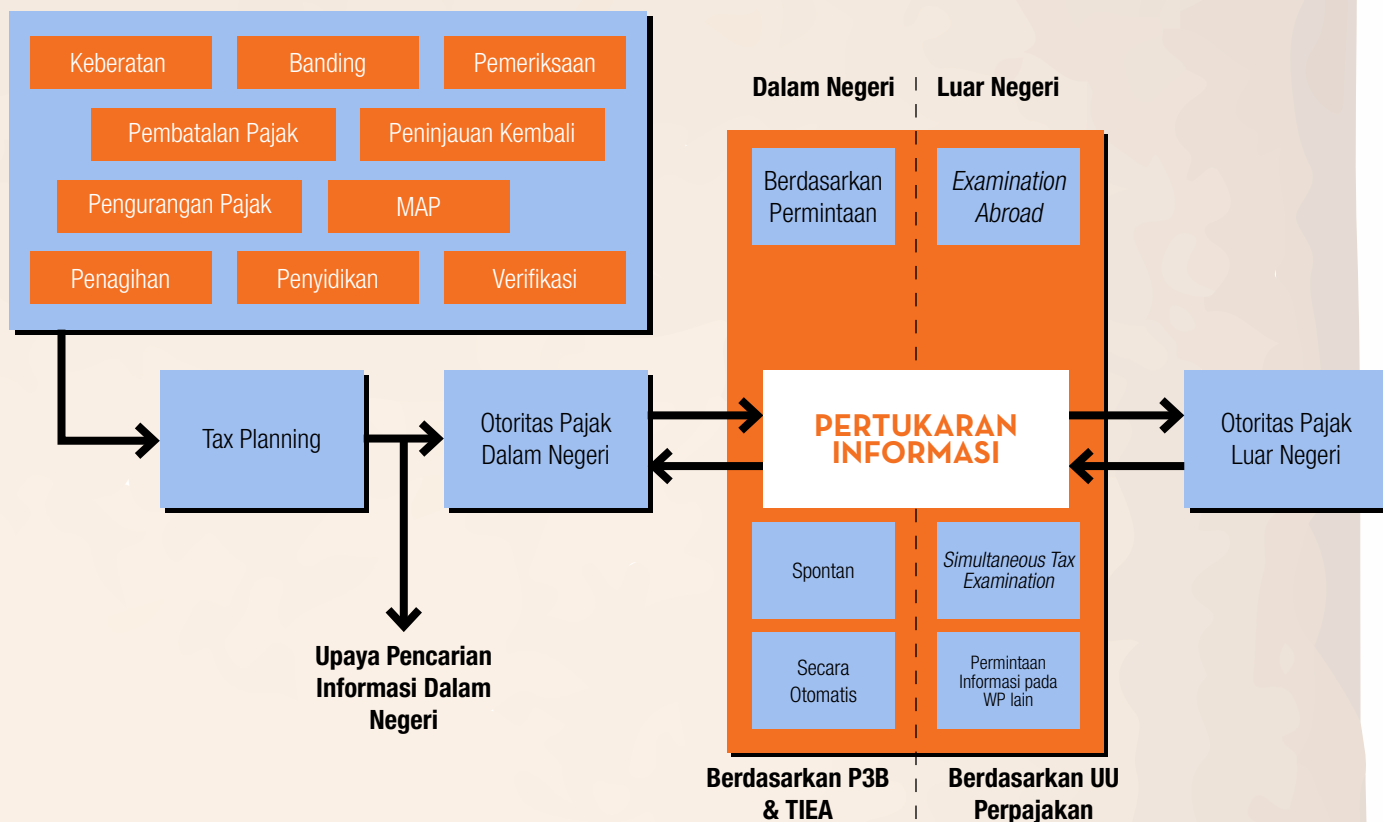 Keberatan
Banding
Pemeriksaan
Pembatalan Pajak
Peninjauan Kembali
Pengurangan Pajak
MAP
Penagihan
Penyidikan
Verifikasi
Tax Planning
Otoritas Pajak
Dalam Negeri
Upaya Pencarian
Informasi Dalam
Negeri
Dalam Negeri
Luar Negeri
Berdasarkan
Permintaan
Examination
Abroad
PERTUKARAN
INFORMASI
Spontan
Simultaneous Tax
Examination
Secara
Otomatis
Permintaan
Informasi pada
WP lain
Berdasarkan P3B
& TIEA
Berdasarkan UU
Perpajakan
Otoritas Pajak
Luar Negeri